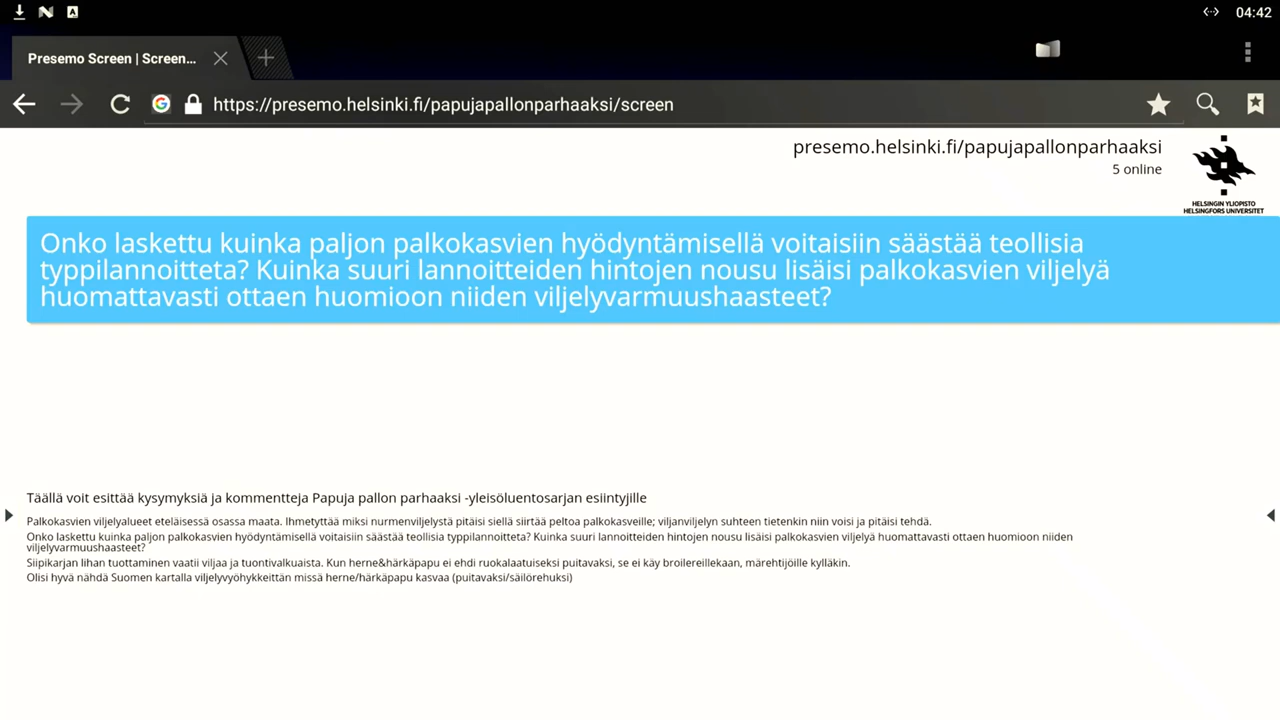 04:42
Presemo Screen | Screen...
https://presemo.helsinki.fi/papujapallonparhaaksi/screen
presemo.helsinki.fi/papujapallonparhaaksi
5 online
HELSINGIN YLIOPISTO
HELSINGFORS UNIVERSITET
Onko laskettu kuinka paljon palkokasvien hyödyntämisellä voitaisiin säästää teollisia
typpilannoitteta? Kuinka suuri lannoitteiden hintojen nousu lisäisi palkokasvien viljelyä
huomattavasti ottaen huomioon niiden viljelyvarmuushaasteet?
Täällä voit esittää kysymyksiä ja kommentteja Papuja pallon parhaaksi -yleisöluentosarjan esiintyjille
Palkokasvien viljelyalueet eteläisessä osassa maata. Ihmetyttää miksi nurmenviljelystä pitäisi siellä siirtää peltoa palkokasveille; viljanviljelyn suhteen tietenkin niin voisi ja pitäisi tehdä.
Onko laskettu kuinka paljon palkokasvien hyödyntämisellä voitaisiin säästää teollisia typpilannoitteta? Kuinka suuri lannoitteiden hintojen nousu lisäisi palkokasvien viljelyä huomattavasti ottaen huomioon niiden
viljelyvarmuushaasteet?
Siipikarjan lihan tuottaminen vaatii viljaa ja tuontivalkuaista. Kun herne&härkäpapu ei ehdi ruokalaatuiseksi puitavaksi, se ei käy broilereillekaan, märehtijöille kylläkin.
Olisi hyvä nähdä Suomen kartalla viljelyvyöhykkeittän missä herne/härkäpapu kasvaa (puitavaksi/säilörehuksi)